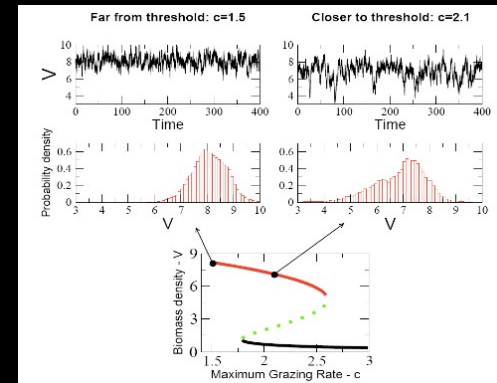 Far from threshold: c=1.5 Closer to threshold: c=2.1
V
10
8
6
4
0 100 200 300 400
Time
10
8
6
4
0 100 200 300 400
Time
Probability density
0.6
0.4
0.2
0
3 4 5 6 7 8 9 10
V
0.6
0.4
0.2
0
3 4 5 6 7 8 9 10
V
Biomass density - V
9
6
3
0
1.5 2 2.5 3
Maximum Grazing Rate - c